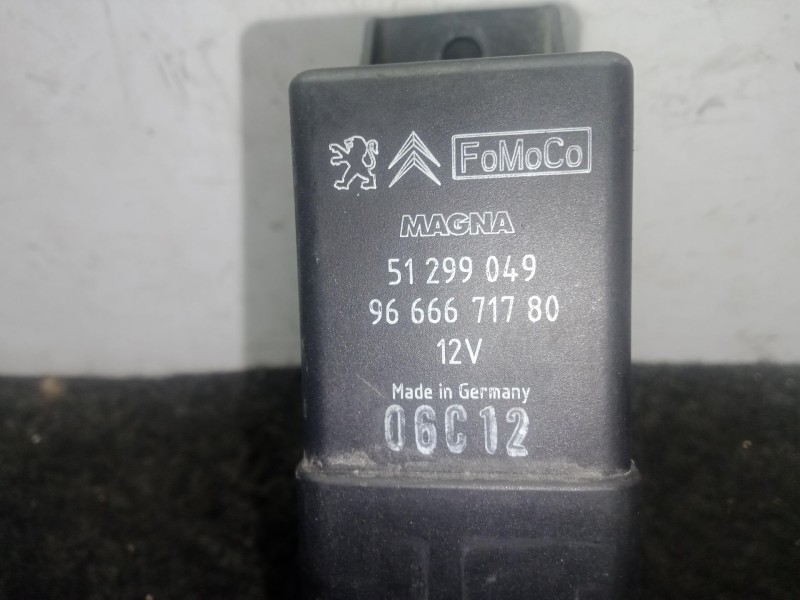 FoMoCo
MAGNA
51 299 049
96 666 717 80
12V
Made in Germany
06C12